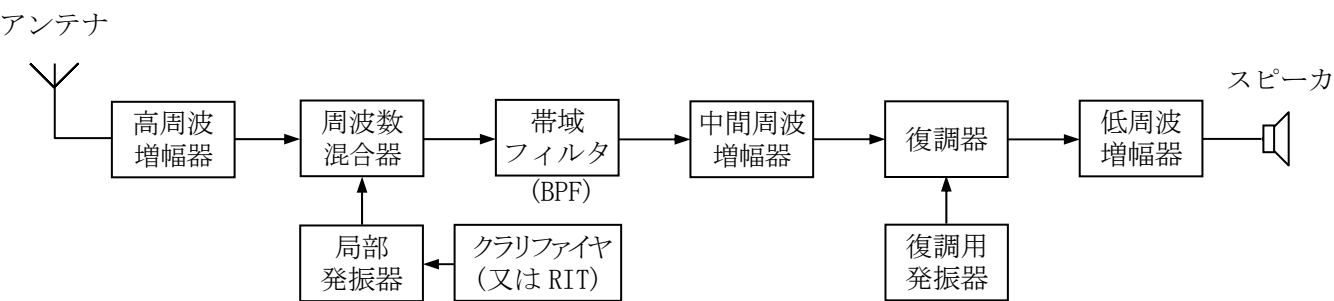 アンテナ
スピーカ
高周波
増幅器
周波数
混合器
帯域
フィルタ
(BPF)
中間周波
増幅器
復調器
低周波
増幅器
局部
発振器
クラリファイヤ
(又は RIT)
復調用
発振器